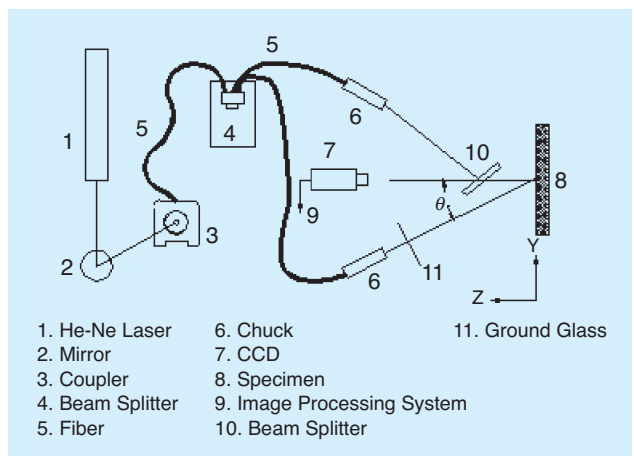 5
6
1
5
4
7
10
8
θ
9
3
2
6
11
Y
Z
1. He-Ne Laser 6. Chuck 11. Ground Glass
2. Mirror 7. CCD
3. Coupler 8. Specimen
4. Beam Splitter 9. Image Processing System
5. Fiber 10. Beam Splitter